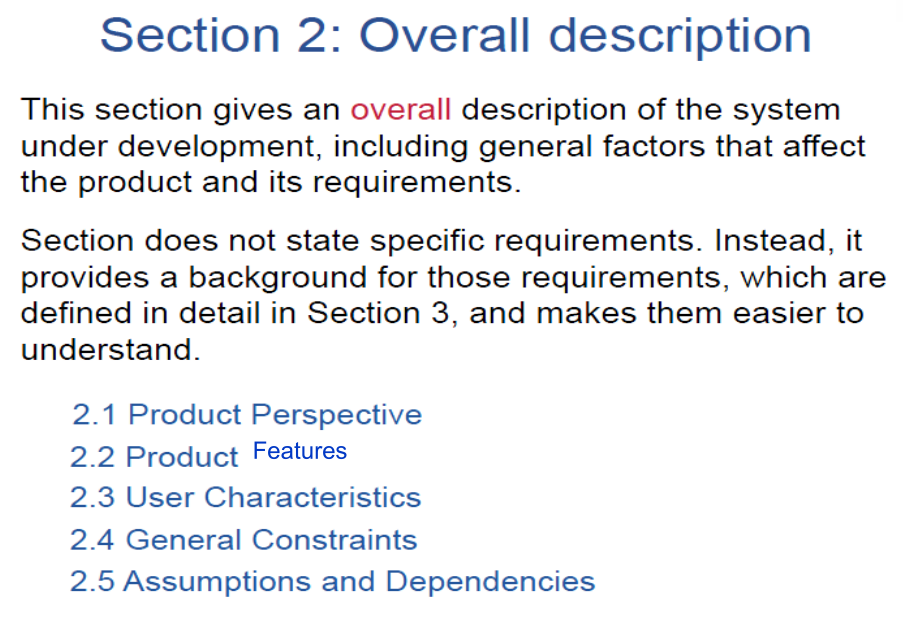 Section 2: Overall description
This section gives an overall description of the system
under development, including general factors that affect
the product and its requirements.
Section does not state specific requirements. Instead, it
provides a background for those requirements, which are
defined in detail in Section 3, and makes them easier to
understand.
2.1 Product Perspective
2.2 Product Features
2.3 User Characteristics
2.4 General Constraints
2.5 Assumptions and Dependencies